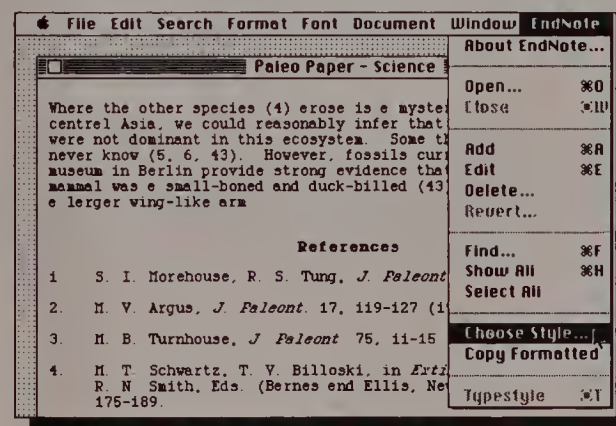 File Edit Search Format Font Document Window EndNote
Paleo Paper - Science
Where the other species (4) erose is e myster
centrel Asia, we could reasonably infer that
were not dominant in this ecosystem. Some th
never know (5, 6, 43). However, fossils curr
museum in Berlin provide strong evidence that
mammal was e small-boned and duck-billed (43)
e lerger wing-like arm
References
1 S. I. Morehouse, R. S. Tung, J. Paleont
2. M. V. Argus, J. Paleont. 17, 119-127 (1
3. M. B. Turnhouse, J Paleont 75, 11-15
4. M. T. Schwartz, T. V. Billoski, in Exti
R. N Smith, Eds. (Bernes end Ellis, Ne
175-189.
About EndNote...
Open... ⌘O
Close ⌘W
Add ⌘A
Edit ⌘E
Delete...
Revert...
Find... ⌘F
Show All ⌘H
Select All
Choose Style...
Copy Formatted
Typestyle ⌘T